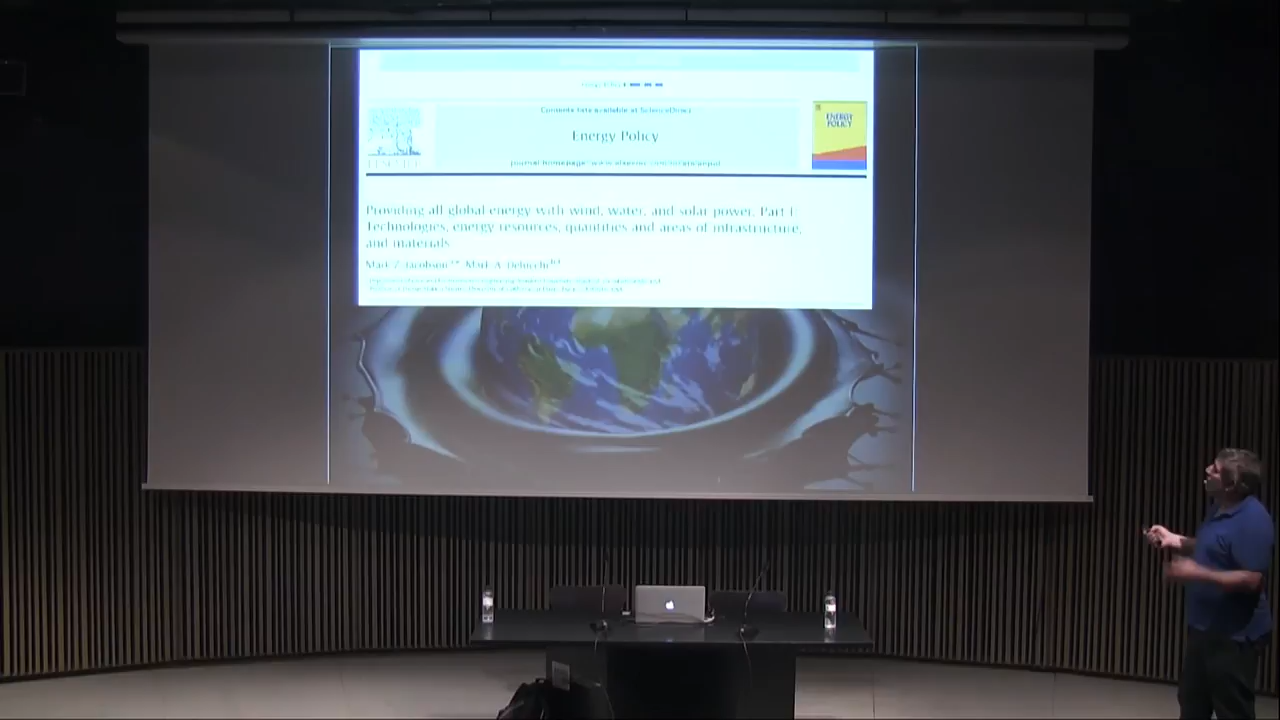 Contents lists available at ScienceDirect
Energy Policy
journal homepage: www.elsevier.com/locate/enpol
ELSEVIER
ENERGY
POLICY
Providing all global energy with wind, water, and solar power, Part I:
Technologies, energy resources, quantities and areas of infrastructure,
and materials
Mark Z. Jacobson Mark A. Delucchi